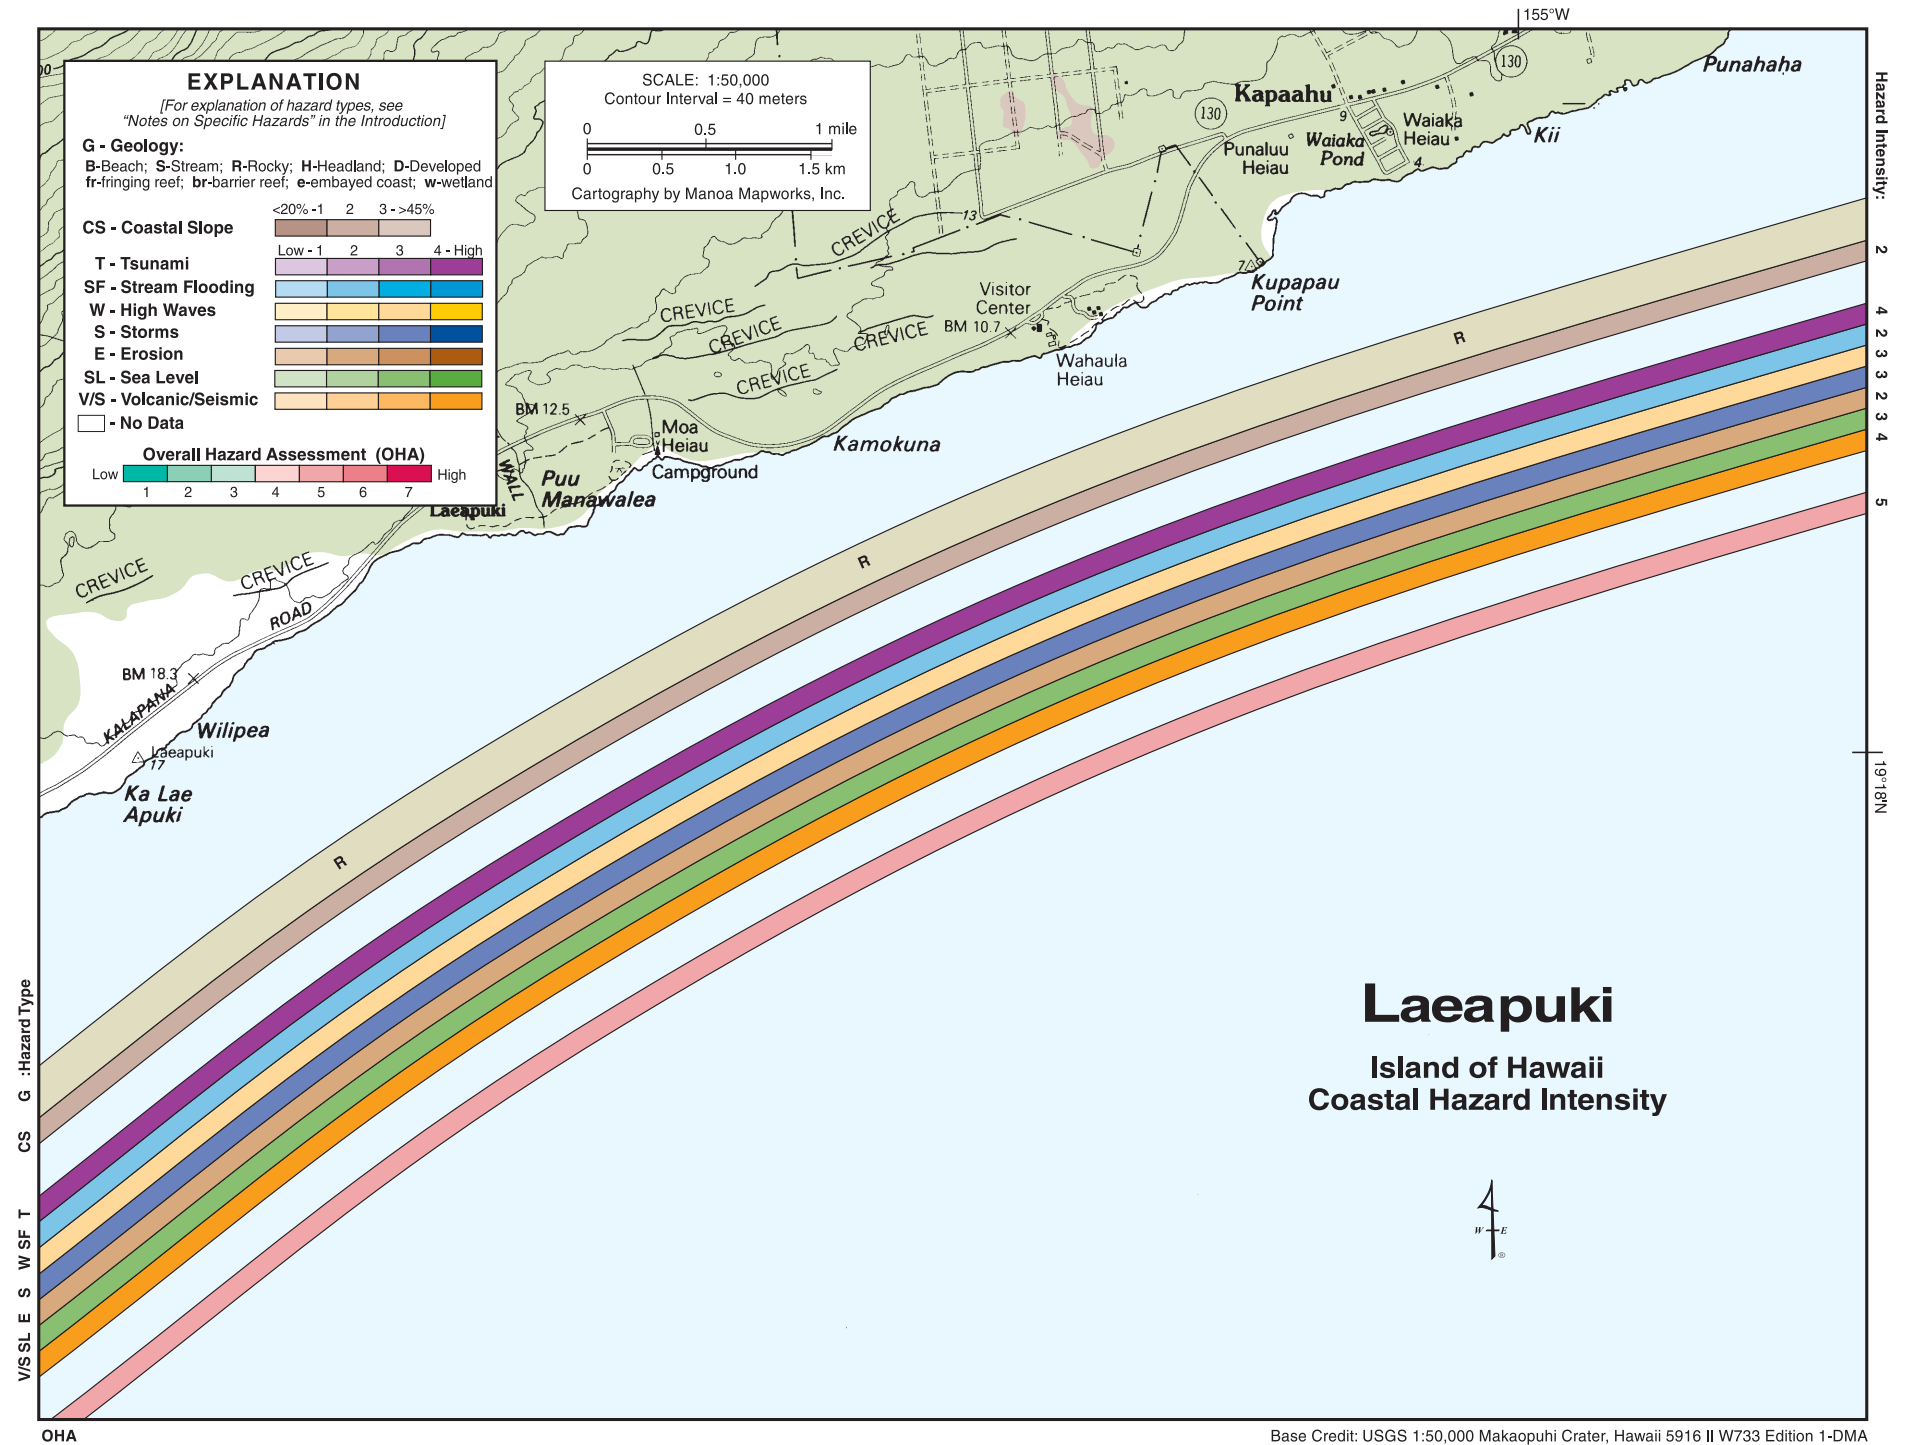 155°W
EXPLANATION
[For explanation of hazard types, see
“Notes on Specific Hazards” in the Introduction]
G - Geology:
B-Beach; S-Stream; R-Rocky; H-Headland; D-Developed
fr-fringing reef; br-barrier reef; e-embayed coast; w-wetland
<20% -1 2 3 - >45%
CS - Coastal Slope
Low - 1 2 3 4 - High
T - Tsunami
SF - Stream Flooding
W - High Waves
S - Storms
E - Erosion
SL - Sea Level
V/S - Volcanic/Seismic
- No Data
Overall Hazard Assessment (OHA)
Low High
1 2 3 4 5 6 7
SCALE: 1:50,000
Contour Interval = 40 meters
0 0.5 1 mile
0 0.5 1.0 1.5 km
Cartography by Manoa Mapworks, Inc.
00
130
Punahaha
Kapaahu
130
9
Waiaka
Heiau
Kii
Waiaka
Pond
4
Punaluu
Heiau
13
CREVICE
7
Kupapau
Point
Visitor
Center
BM 10.7
CREVICE
CREVICE
CREVICE
CREVICE
Wahaula
Heiau
BM 12.5
Moa
Heiau
Campground
Kamokuna
WALL
Puu
Manawalea
Laeapuki
CREVICE
CREVICE
ROAD
BM 18.3
KALAPANA
Wilipea
Laeapuki
17
Ka Lae
Apuki
R
R
R
Hazard Intensity:
2
4
2
3
3
2
3
4
5
19°18'N
Hazard Type:
G
CS
T
SF
W
S
E
SL
V/S
OHA
Laeapuki
Island of Hawaii
Coastal Hazard Intensity
W E
®
Base Credit: USGS 1:50,000 Makaopuhi Crater, Hawaii 5916 II W733 Edition 1-DMA